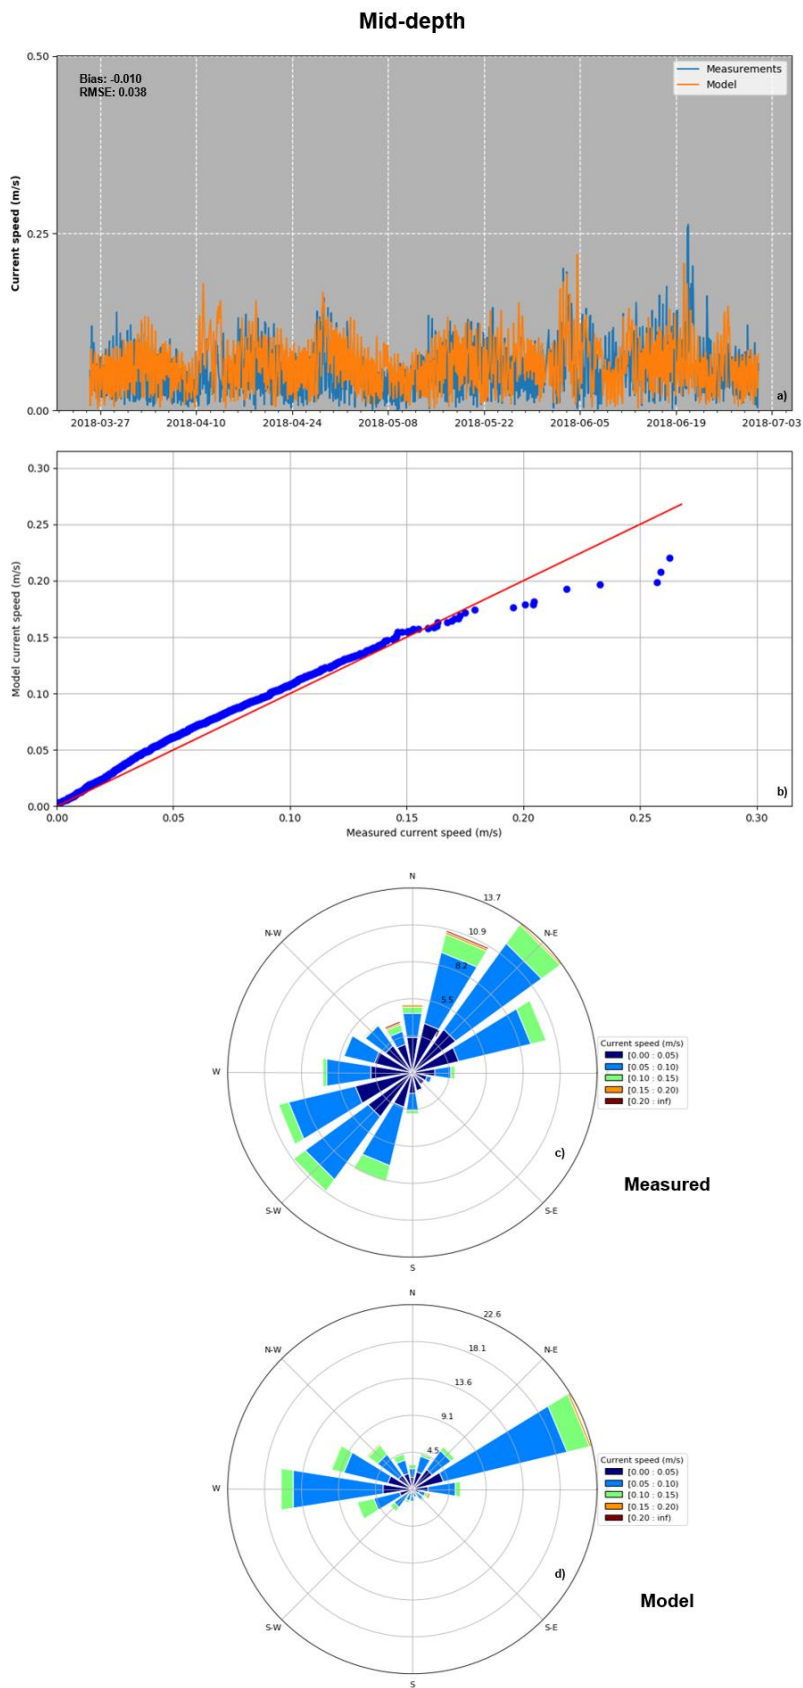 Mid-depth
0.50
Bias: -0.010
RMSE: 0.038
Measurements
Model
Current speed (m/s)
0.25
0.00
a)
2018-03-27 2018-04-10 2018-04-24 2018-05-08 2018-05-22 2018-06-05 2018-06-19 2018-07-03
0.30
0.25
0.20
Model current speed (m/s)
0.15
0.10
0.05
0.00
b)
0.00 0.05 0.10 0.15 0.20 0.25 0.30
Measured current speed (m/s)
N
13.7
N-W
10.9
N-E
8.2
5.5
W
Current speed (m/s)
[0.00 : 0.05)
[0.05 : 0.10)
[0.10 : 0.15)
[0.15 : 0.20)
[0.20 : inf)
c)
Measured
S-W
S-E
S
N
22.6
N-W
18.1
N-E
13.6
9.1
4.5
W
Current speed (m/s)
[0.00 : 0.05)
[0.05 : 0.10)
[0.10 : 0.15)
[0.15 : 0.20)
[0.20 : inf)
d)
Model
S-W
S-E
S